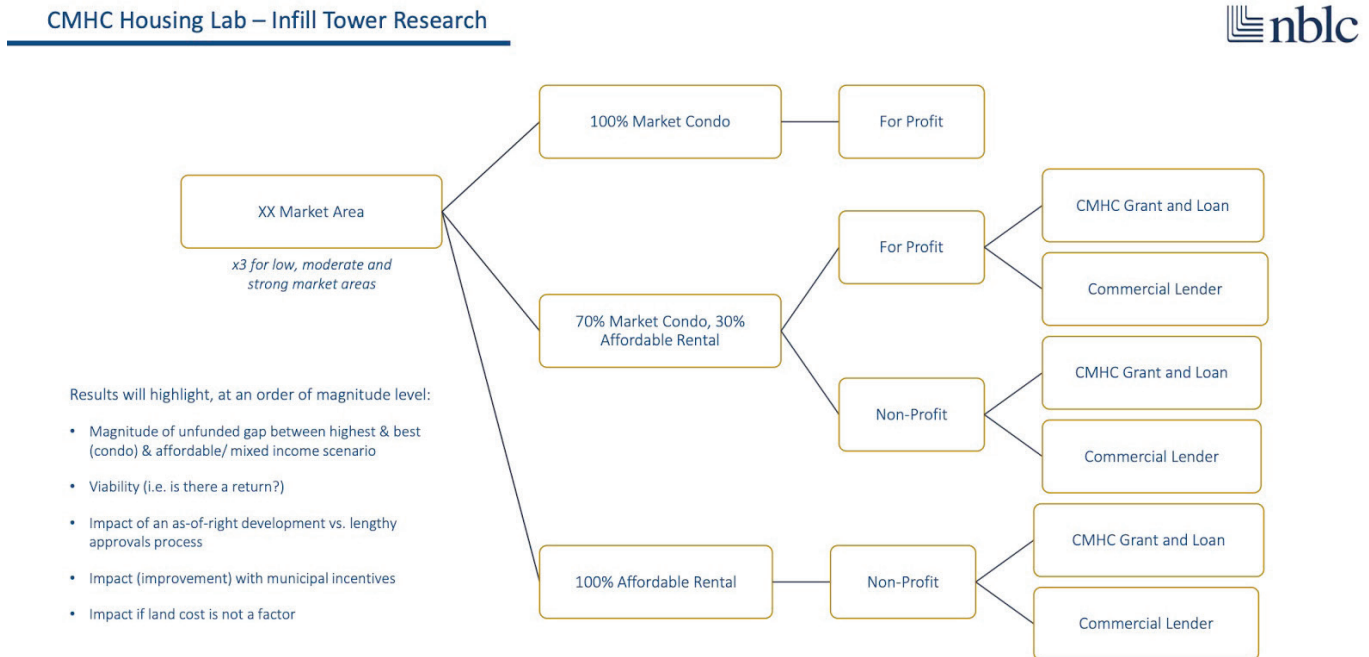 CMHC Housing Lab – Infill Tower Research
nblc
100% Market Condo
For Profit
XX Market Area
x3 for low, moderate and
strong market areas
70% Market Condo, 30%
Affordable Rental
For Profit
CMHC Grant and Loan
Commercial Lender
Non-Profit
CMHC Grant and Loan
Commercial Lender
100% Affordable Rental
Non-Profit
CMHC Grant and Loan
Commercial Lender
Results will highlight, at an order of magnitude level:
• Magnitude of unfunded gap between highest & best
(condo) & affordable/ mixed income scenario
• Viability (i.e. is there a return?)
• Impact of an as-of-right development vs. lengthy
approvals process
• Impact (improvement) with municipal incentives
• Impact if land cost is not a factor